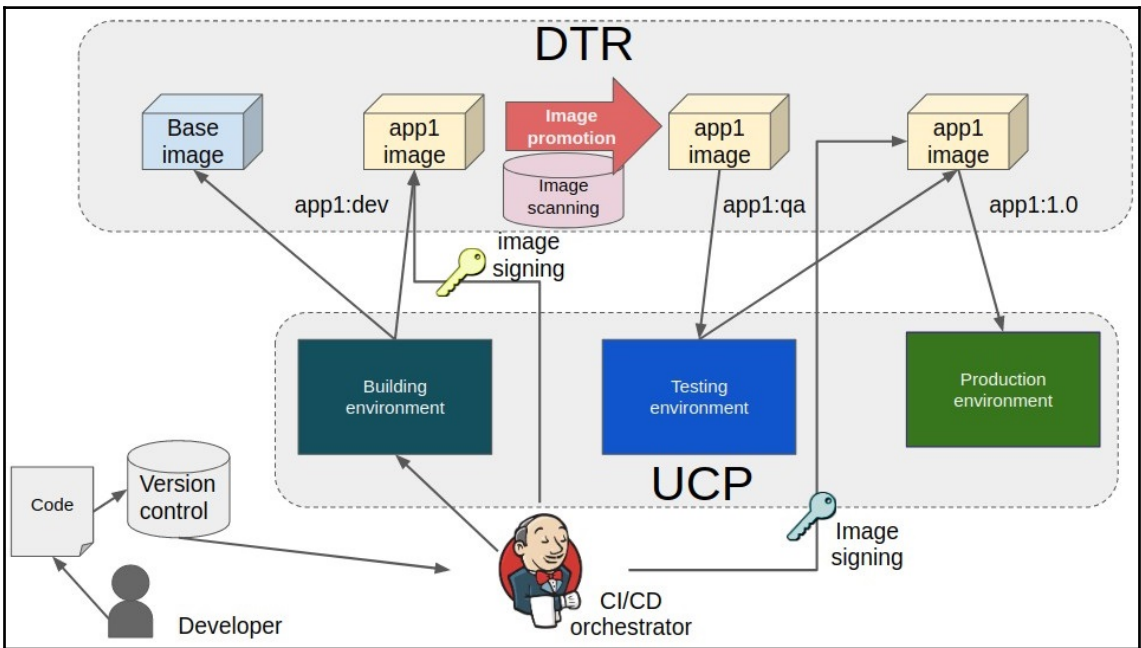 DTR
Base
image
app1
image
Image
promotion
Image
scanning
app1
image
app1
image
app1:dev
app1:qa
app1:1.0
image
signing
Building
environment
Testing
environment
Production
environment
UCP
Code
Version
control
Image
signing
CI/CD
orchestrator
Developer